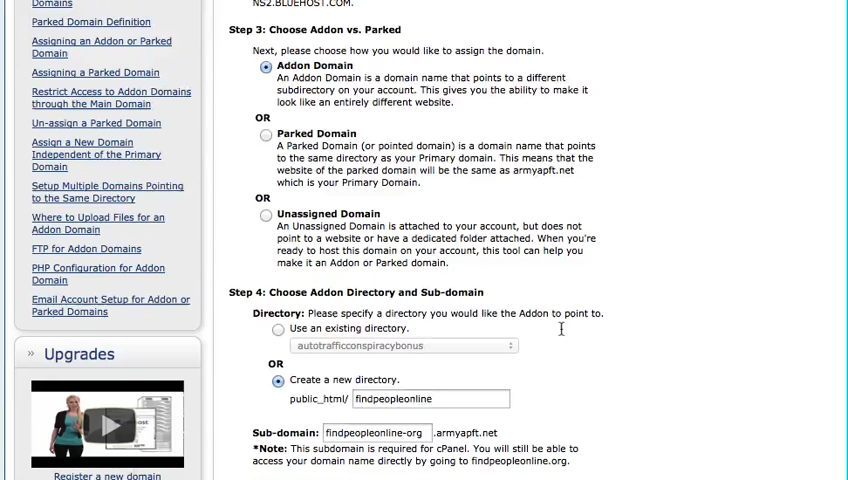 NS2.BLUEHOST.COM.
Domains
Parked Domain Definition
Assigning an Addon or Parked
Domain
Assigning a Parked Domain
Restrict Access to Addon Domains
through the Main Domain
Un-assign a Parked Domain
Assign a New Domain
Independent of the Primary
Domain
Setup Multiple Domains Pointing
to the Same Directory
Where to Upload Files for an
Addon Domain
FTP for Addon Domains
PHP Configuration for Addon
Domain
Email Account Setup for Addon or
Parked Domains
» Upgrades
Register a new domain
Step 3: Choose Addon vs. Parked
Next, please choose how you would like to assign the domain.
Addon Domain
An Addon Domain is a domain name that points to a different
subdirectory on your account. This gives you the ability to make it
look like an entirely different website.
OR
Parked Domain
A Parked Domain (or pointed domain) is a domain name that points
to the same directory as your Primary domain. This means that the
website of the parked domain will be the same as armyapft.net
which is your Primary Domain.
OR
Unassigned Domain
An Unassigned Domain is attached to your account, but does not
point to a website or have a dedicated folder attached. When you're
ready to host this domain on your account, this tool can help you
make it an Addon or Parked domain.
Step 4: Choose Addon Directory and Sub-domain
Directory: Please specify a directory you would like the Addon to point to.
Use an existing directory.
autotrafficconspiracybonus
OR
Create a new directory.
public_html/ findpeopleonline
Sub-domain: findpeopleonline-org .armyapft.net
*Note: This subdomain is required for cPanel. You will still be able to
access your domain name directly by going to findpeopleonline.org.